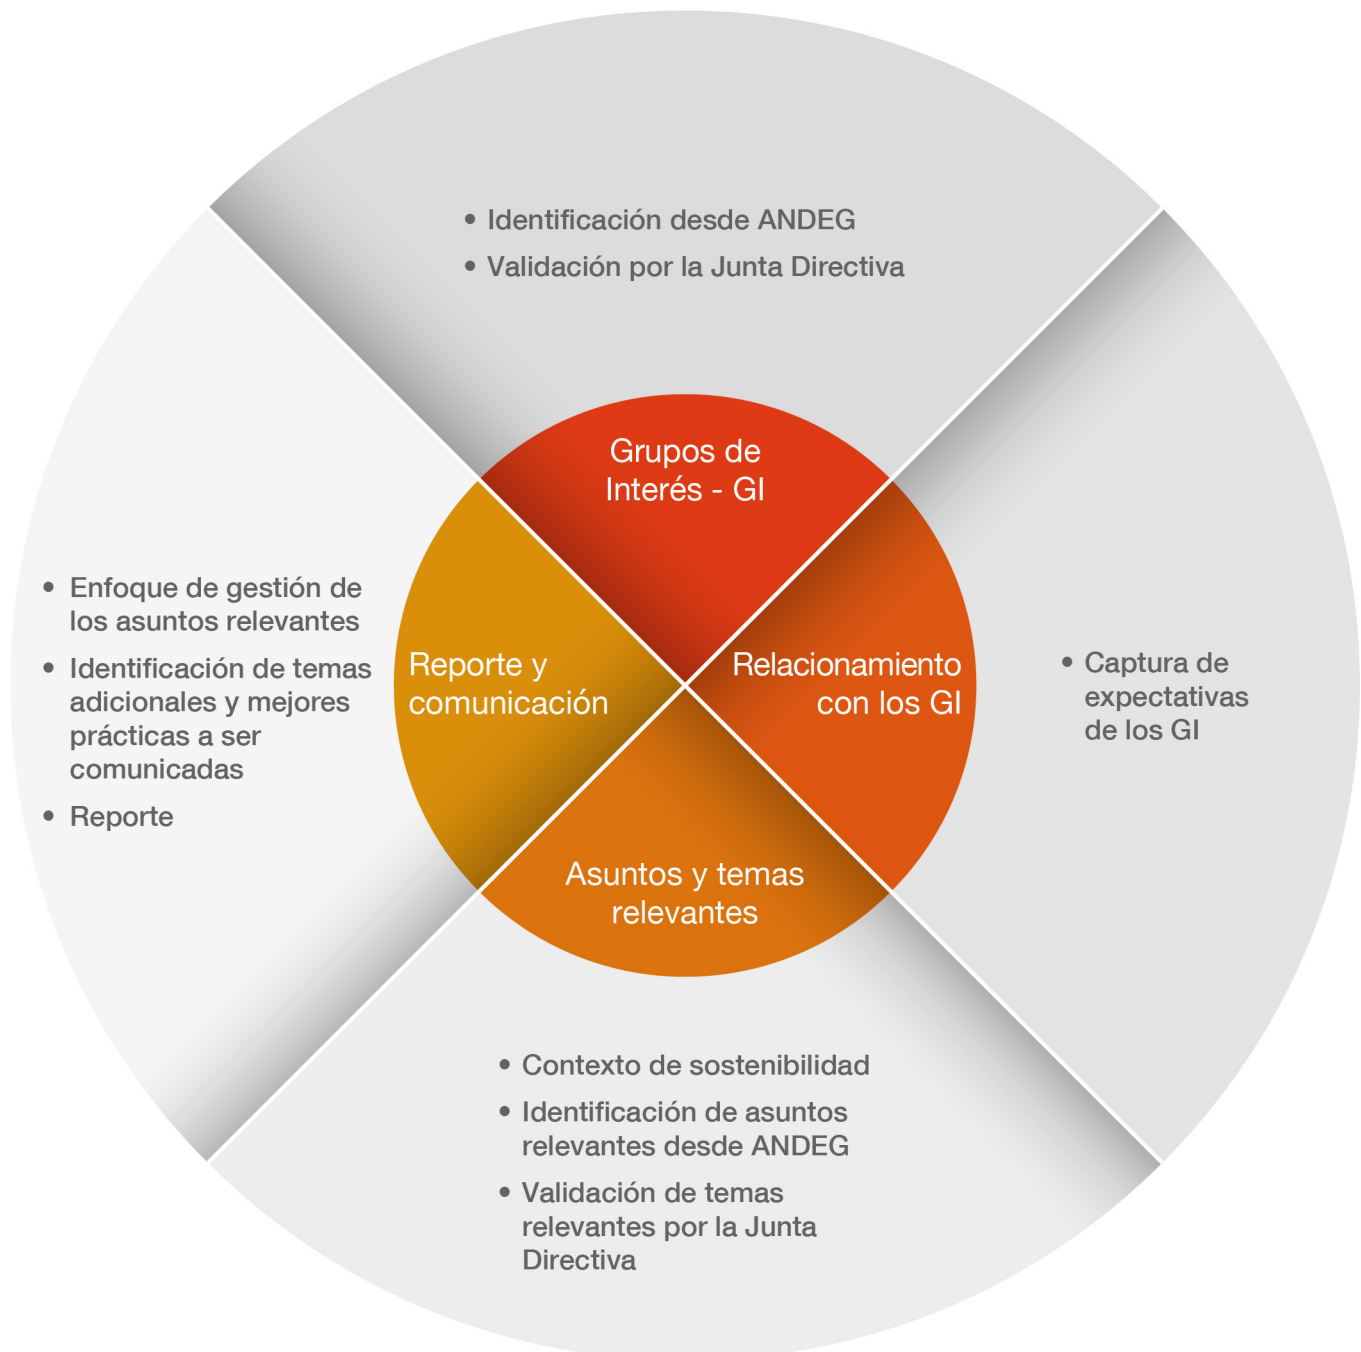 • Identificación desde ANDEG
• Validación por la Junta Directiva
Grupos de
Interés - GI
Relacionamiento
con los GI
• Captura de
expectativas
de los GI
Asuntos y temas
relevantes
• Contexto de sostenibilidad
• Identificación de asuntos
relevantes desde ANDEG
• Validación de temas
relevantes por la Junta
Directiva
Reporte y
comunicación
• Enfoque de gestión de
los asuntos relevantes
• Identificación de temas
adicionales y mejores
prácticas a ser
comunicadas
• Reporte